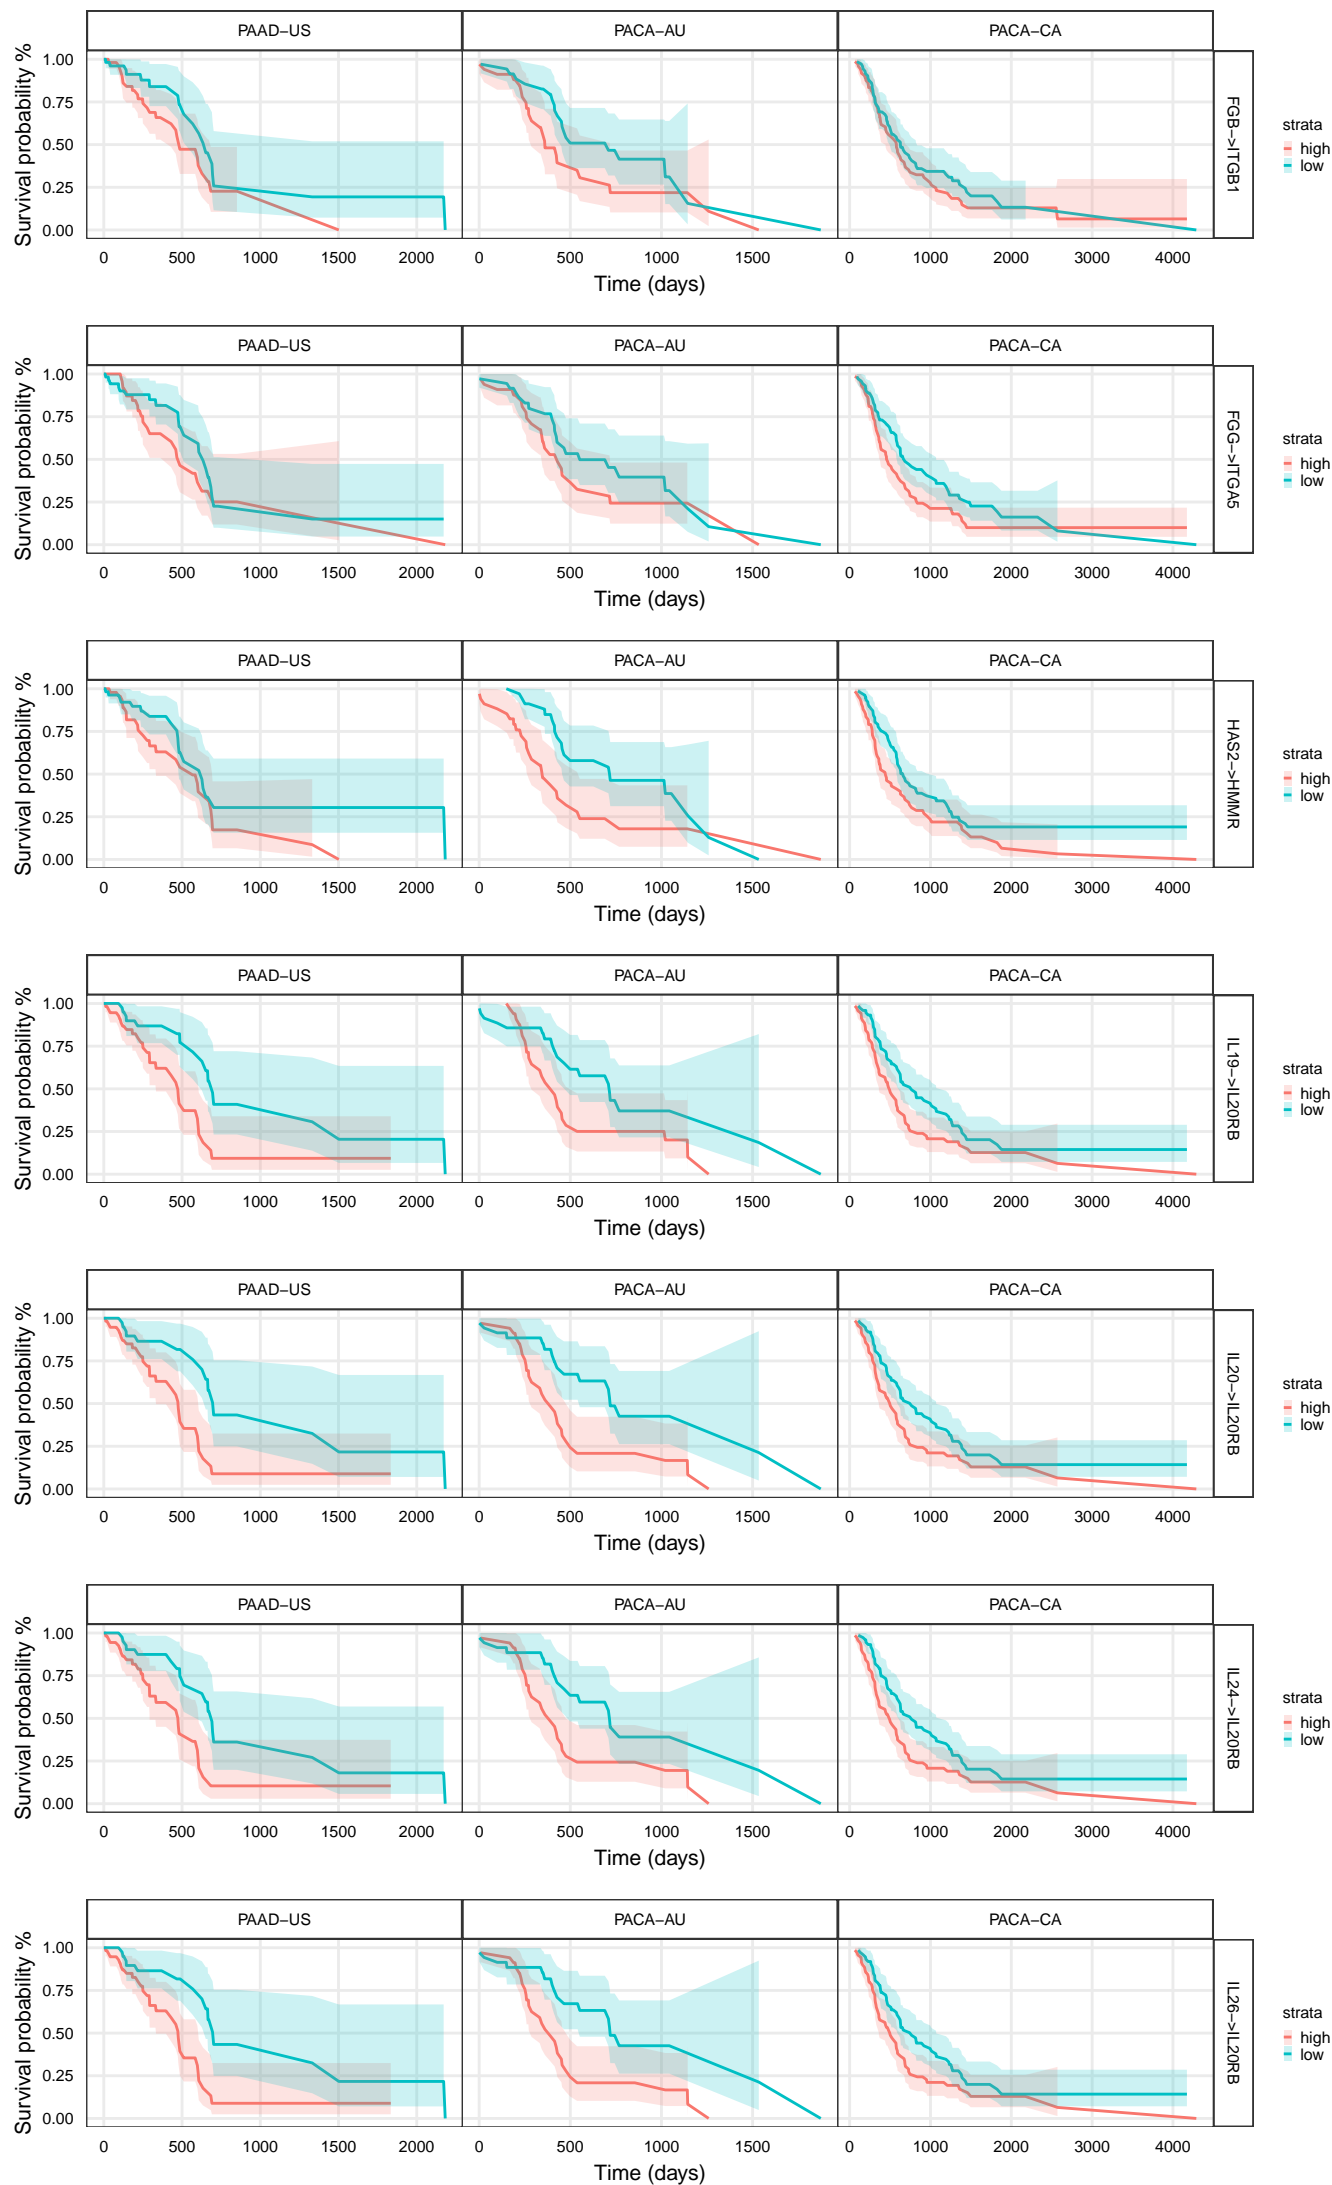 PAAD−US PACA−AU PACA−CA
Survival probability %
1.00
0.75
0.50
0.25
0.00
FGB−>ITGB1
strata
high
low
0 500 1000 1500 2000 0 500 1000 1500 0 1000 2000 3000 4000
Time (days)
PAAD−US PACA−AU PACA−CA
Survival probability %
1.00
0.75
0.50
0.25
0.00
FGG−>ITGA5
strata
high
low
0 500 1000 1500 2000 0 500 1000 1500 0 1000 2000 3000 4000
Time (days)
PAAD−US PACA−AU PACA−CA
Survival probability %
1.00
0.75
0.50
0.25
0.00
HAS2−>HMMR
strata
high
low
0 500 1000 1500 2000 0 500 1000 1500 0 1000 2000 3000 4000
Time (days)
PAAD−US PACA−AU PACA−CA
Survival probability %
1.00
0.75
0.50
0.25
0.00
IL19−>IL20RB
strata
high
low
0 500 1000 1500 2000 0 500 1000 1500 0 1000 2000 3000 4000
Time (days)
PAAD−US PACA−AU PACA−CA
Survival probability %
1.00
0.75
0.50
0.25
0.00
IL20−>IL20RB
strata
high
low
0 500 1000 1500 2000 0 500 1000 1500 0 1000 2000 3000 4000
Time (days)
PAAD−US PACA−AU PACA−CA
Survival probability %
1.00
0.75
0.50
0.25
0.00
IL24−>IL20RB
strata
high
low
0 500 1000 1500 2000 0 500 1000 1500 0 1000 2000 3000 4000
Time (days)
PAAD−US PACA−AU PACA−CA
Survival probability %
1.00
0.75
0.50
0.25
0.00
IL26−>IL20RB
strata
high
low
0 500 1000 1500 2000 0 500 1000 1500 0 1000 2000 3000 4000
Time (days)